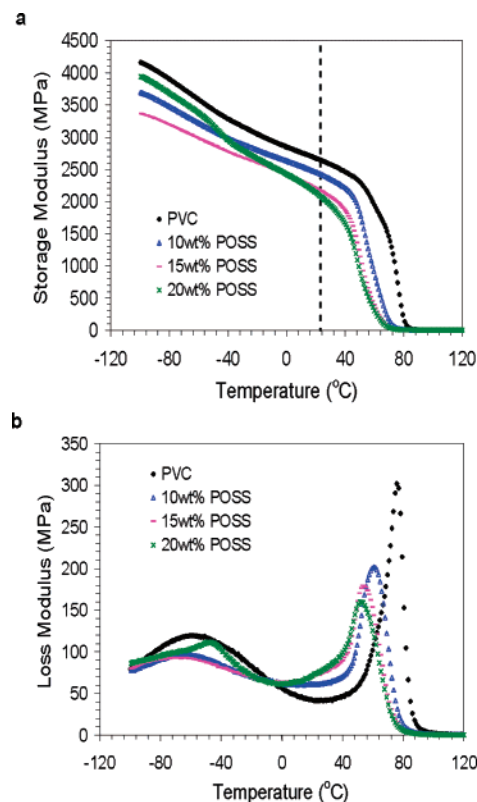 a
4500
4000
3500
3000
2500
2000
1500
1000
500
0
Storage Modulus (MPa)
PVC
10wt% POSS
15wt% POSS
20wt% POSS
-120 -80 -40 0 40 80 120
Temperature (°C)
b
350
300
250
200
150
100
50
0
Loss Modulus (MPa)
PVC
10wt% POSS
15wt% POSS
20wt% POSS
-120 -80 -40 0 40 80 120
Temperature (°C)